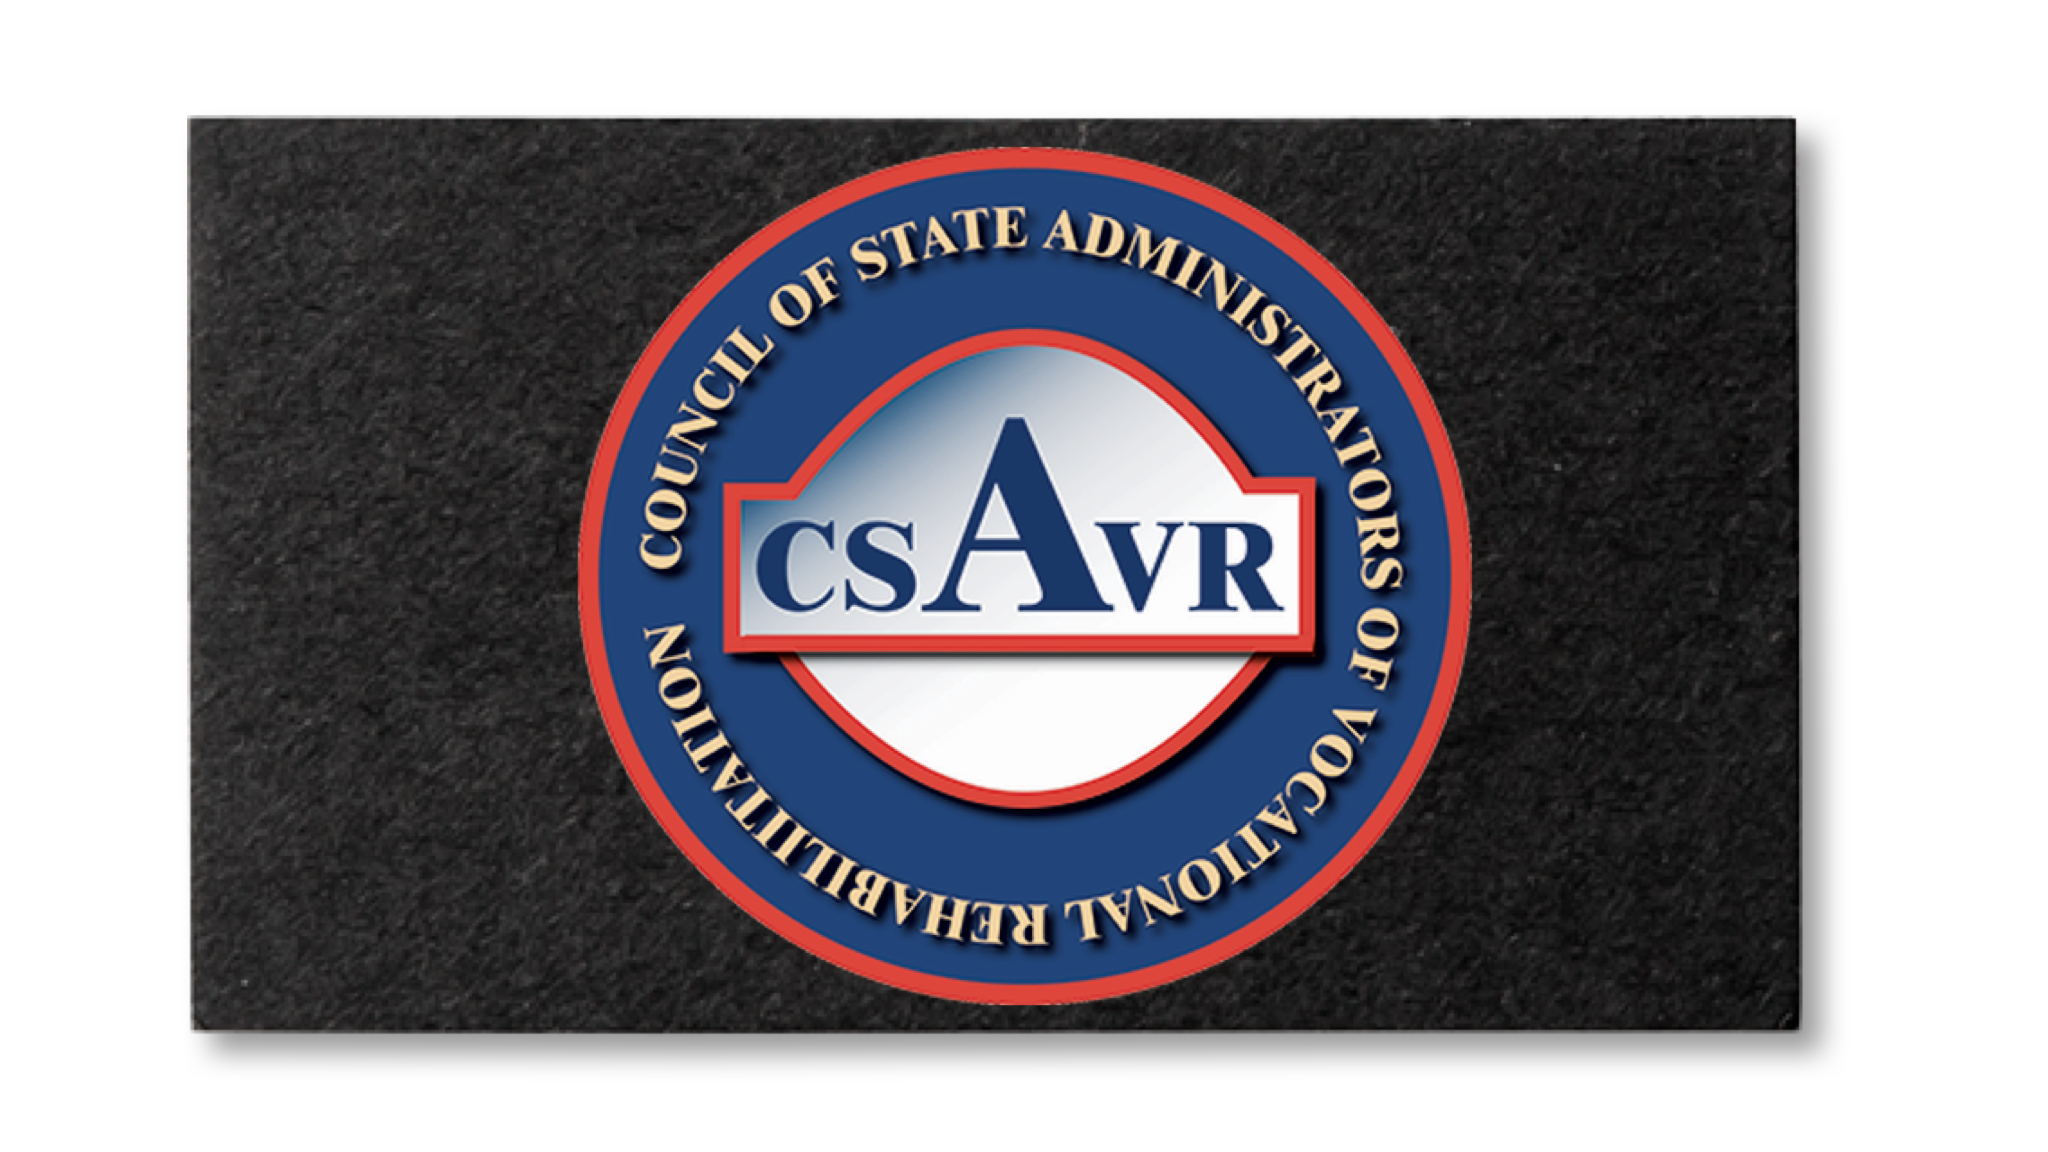 COUNCIL OF STATE ADMINISTRATORS OF VOCATIONAL REHABILITATION
CSAVR